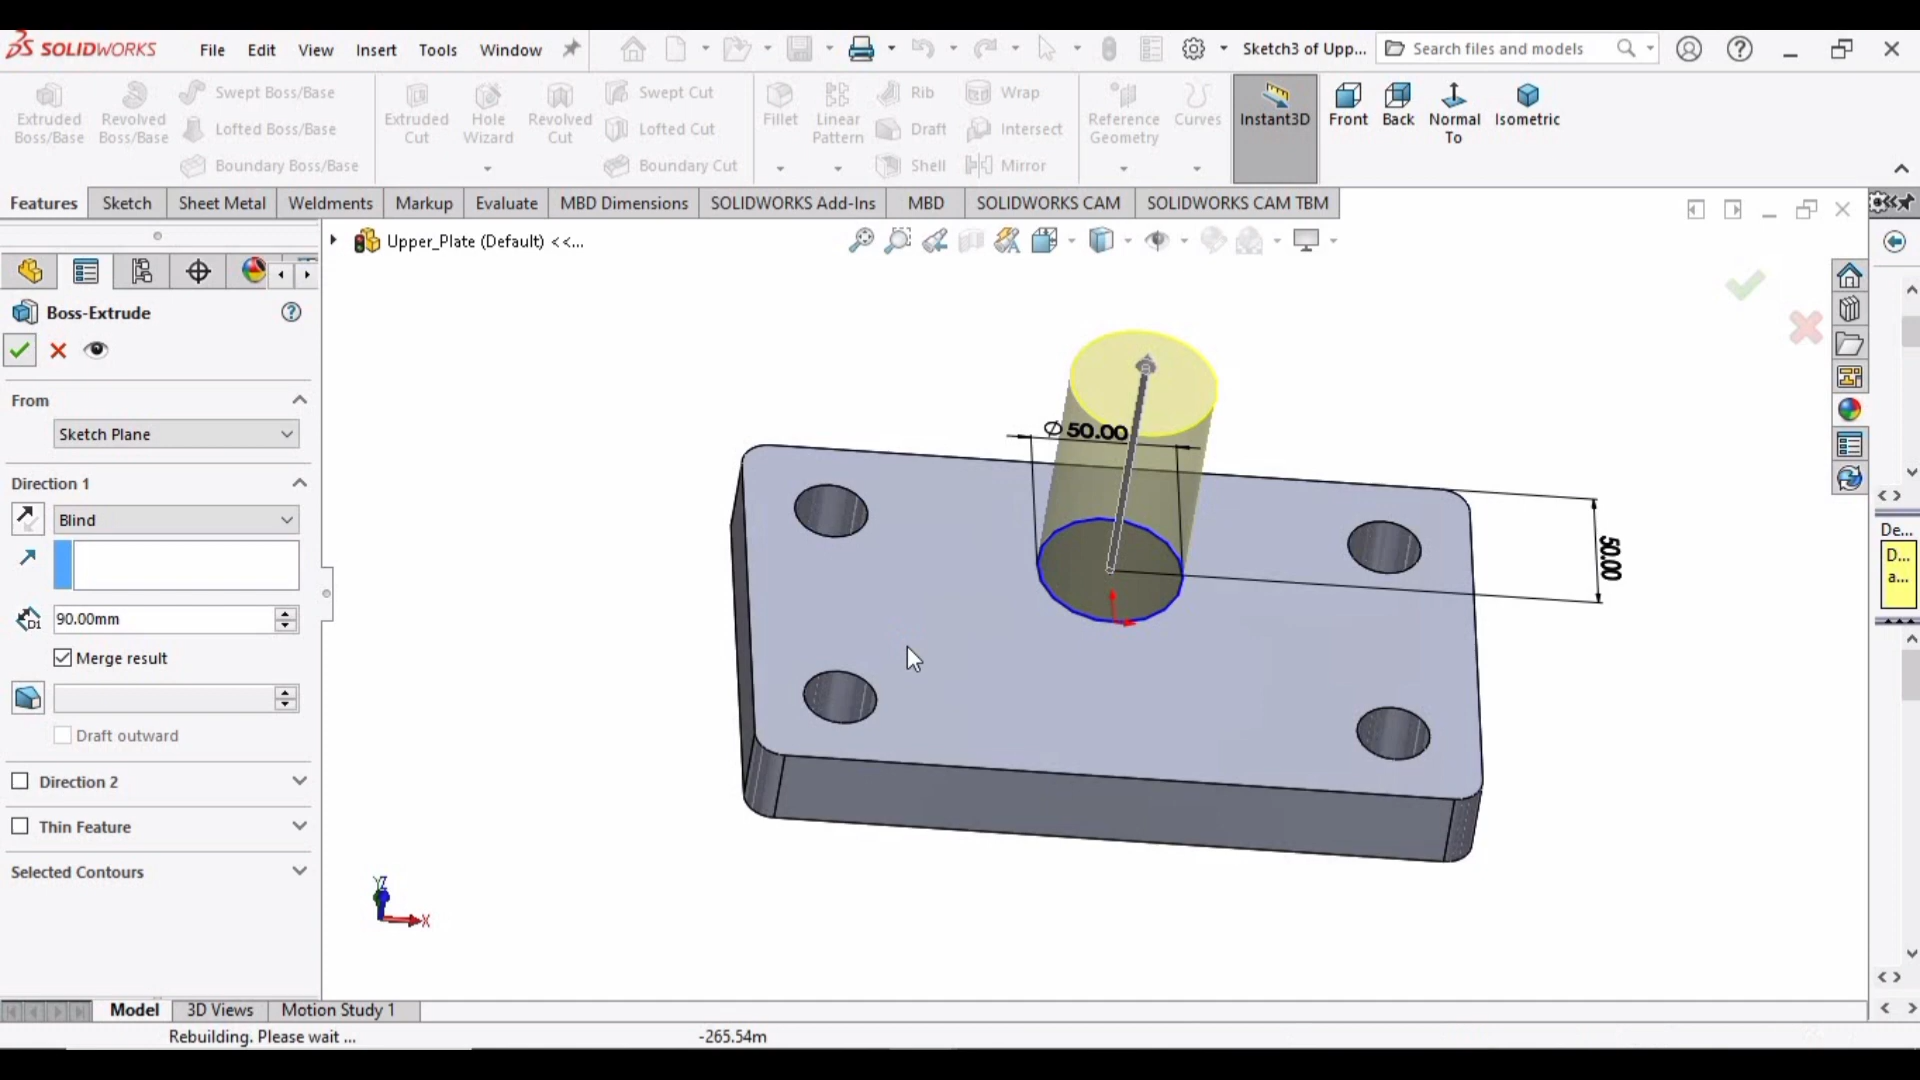 SOLIDWORKS File Edit View Insert Tools Window Sketch3 of Upp... Search files and models
Extruded Boss/Base
Revolved Boss/Base
Swept Boss/Base
Lofted Boss/Base
Boundary Boss/Base
Extruded Cut
Hole Wizard
Revolved Cut
Swept Cut
Lofted Cut
Boundary Cut
Fillet
Linear Pattern
Rib
Draft
Shell
Wrap
Intersect
Mirror
Reference Geometry
Curves
Instant3D
Front
Back
Normal To
Isometric
Features Sketch Sheet Metal Weldments Markup Evaluate MBD Dimensions SOLIDWORKS Add-Ins MBD SOLIDWORKS CAM SOLIDWORKS CAM TBM
Upper_Plate (Default) <<...
Boss-Extrude
From
Sketch Plane
Direction 1
Blind
D1
90.00mm
Merge result
Draft outward
Direction 2
Thin Feature
Selected Contours
Ø 50.00
50.00
De...
D...
a...
Y Z
X
Model 3D Views Motion Study 1
Rebuilding. Please wait ... -265.54m